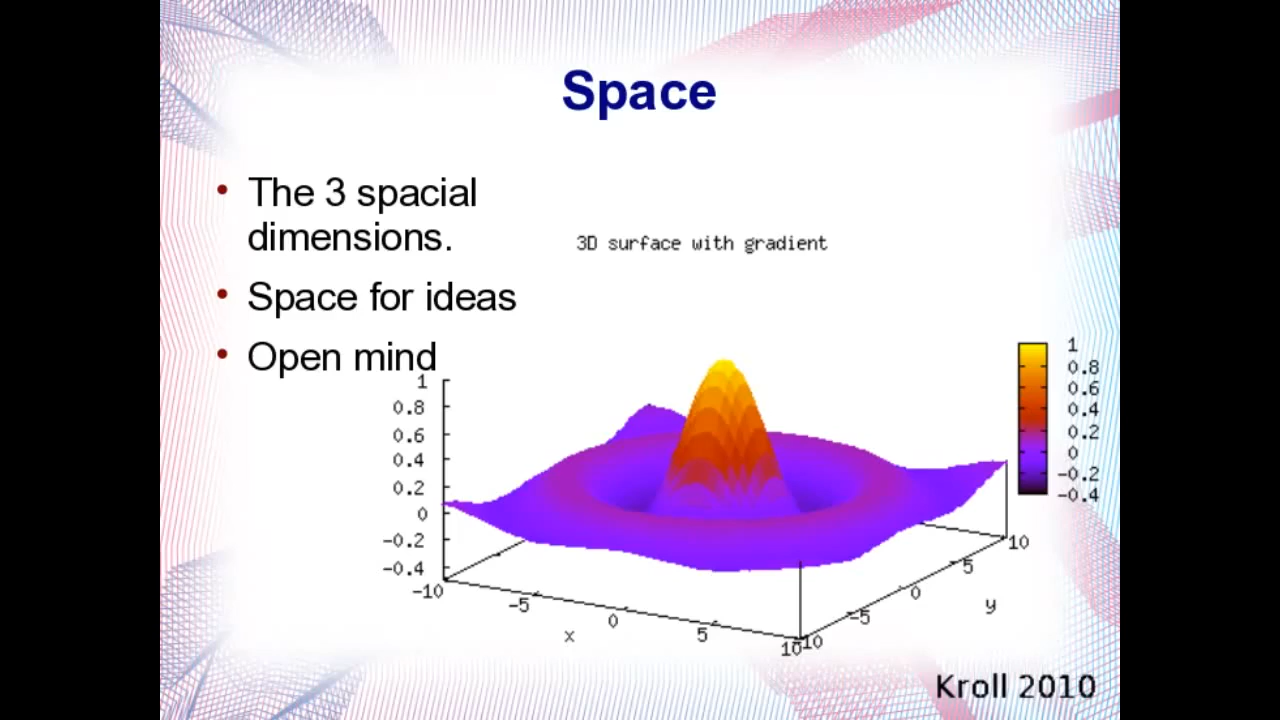 Space
• The 3 spacial
dimensions.
• Space for ideas
• Open mind
3D surface with gradient
1
0.8
0.6
0.4
0.2
0
-0.2
-0.4
-10
-5
0
5
10
x
-10
-5
0
5
10
y
1
0.8
0.6
0.4
0.2
0
-0.2
-0.4
Kroll 2010